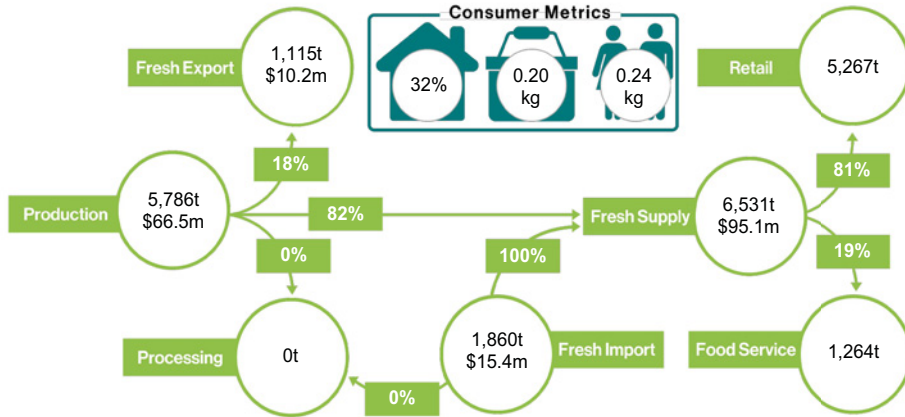 Consumer Metrics
Fresh Export
1,115t
$10.2m
32%
0.20
kg
0.24
kg
Retail
5,267t
18%
81%
Production
5,786t
$66.5m
82%
Fresh Supply
6,531t
$95.1m
0%
100%
19%
Processing
0t
1,860t
$15.4m
Fresh Import
Food Service
1,264t
0%